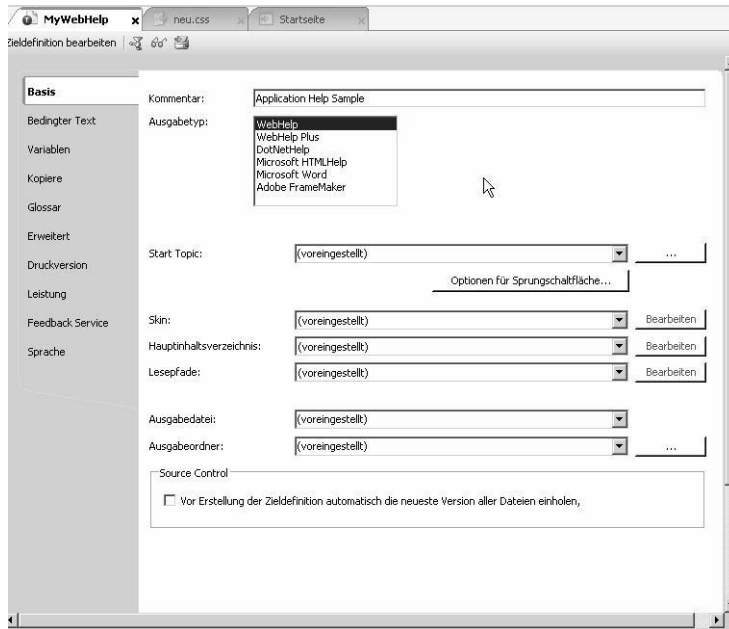 MyWebHelp x neu.css x Startseite x
Zieldefinition bearbeiten
Basis
Bedingter Text
Variablen
Kopiere
Glossar
Erweitert
Druckversion
Leistung
Feedback Service
Sprache
Kommentar: Application Help Sample
Ausgabetyp:
WebHelp
WebHelp Plus
DotNetHelp
Microsoft HTMLHelp
Microsoft Word
Adobe FrameMaker
Start Topic: (voreingestellt) ...
Optionen für Sprungschaltfläche...
Skin: (voreingestellt) Bearbeiten
Hauptinhaltsverzeichnis: (voreingestellt) Bearbeiten
Lesepfade: (voreingestellt) Bearbeiten
Ausgabedatei: (voreingestellt)
Ausgabeordner: (voreingestellt) ...
Source Control
Vor Erstellung der Zieldefinition automatisch die neueste Version aller Dateien einholen,